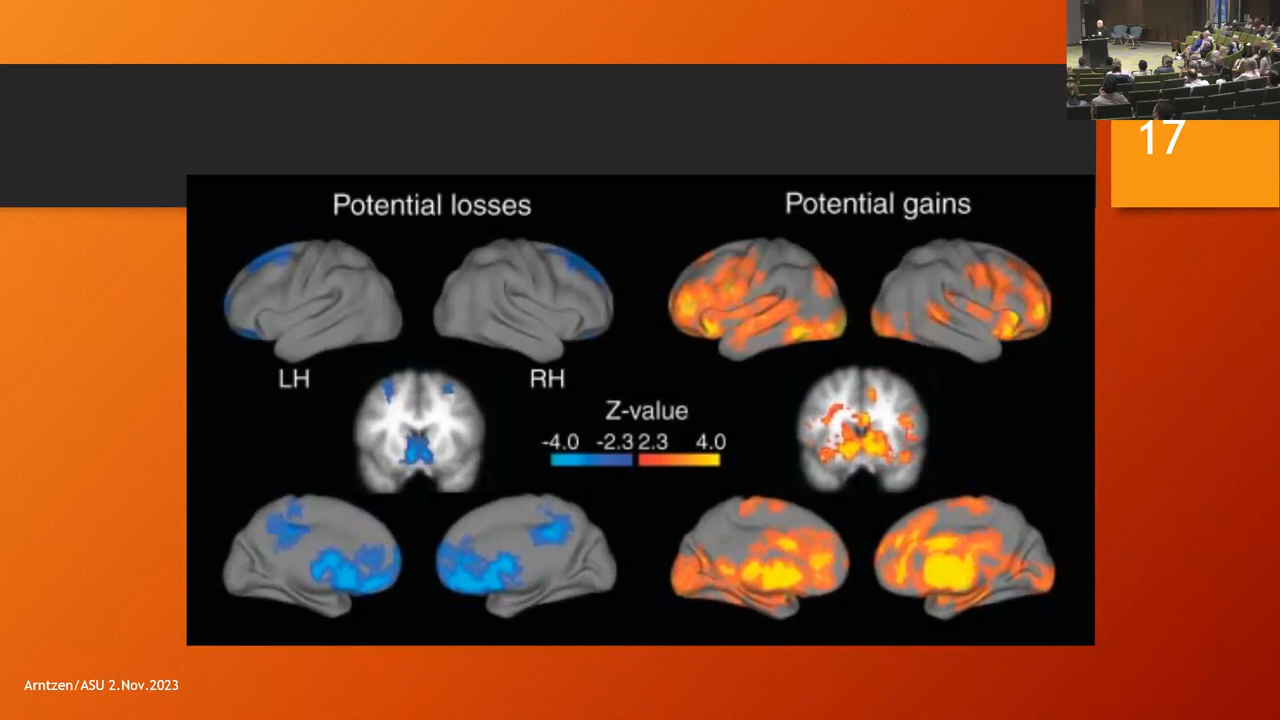 17
Potential losses
Potential gains
LH
RH
Z-value
-4.0 -2.3 2.3 4.0
Arntzen/ASU 2.Nov.2023